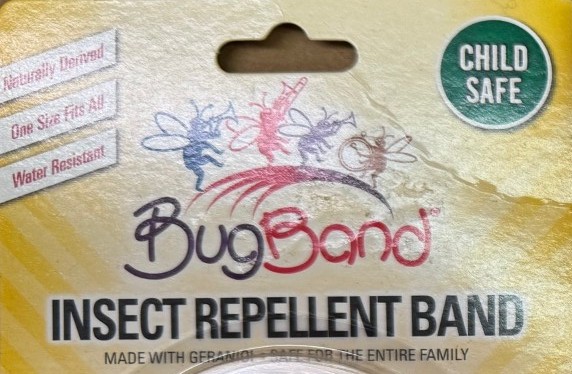 Naturally Derived
One Size Fits All
Water Resistant
CHILD
SAFE
BugBand™
INSECT REPELLENT BAND
MADE WITH GERANIOL • SAFE FOR THE ENTIRE FAMILY